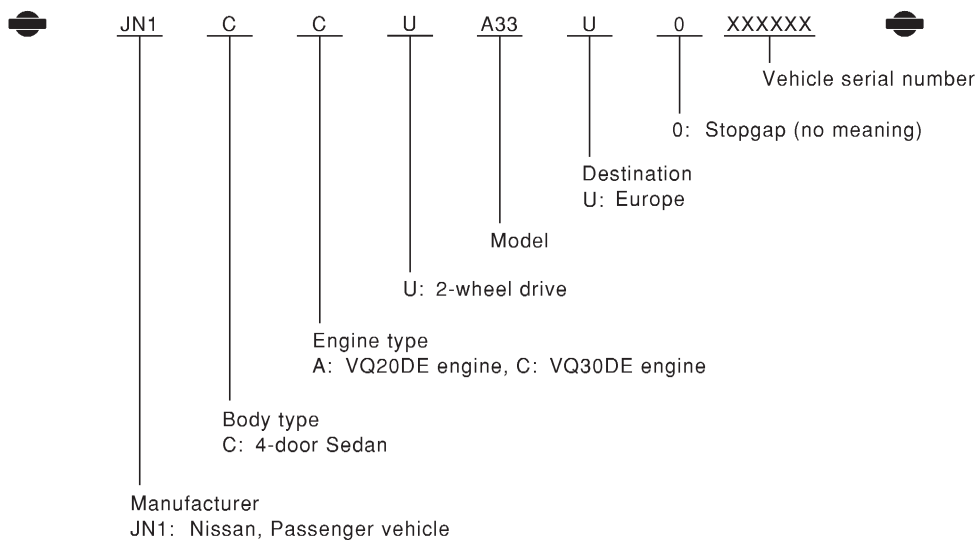 JN1 C C U A33 U 0 XXXXXX
Vehicle serial number
0: Stopgap (no meaning)
Destination
U: Europe
Model
U: 2-wheel drive
Engine type
A: VQ20DE engine, C: VQ30DE engine
Body type
C: 4-door Sedan
Manufacturer
JN1: Nissan, Passenger vehicle